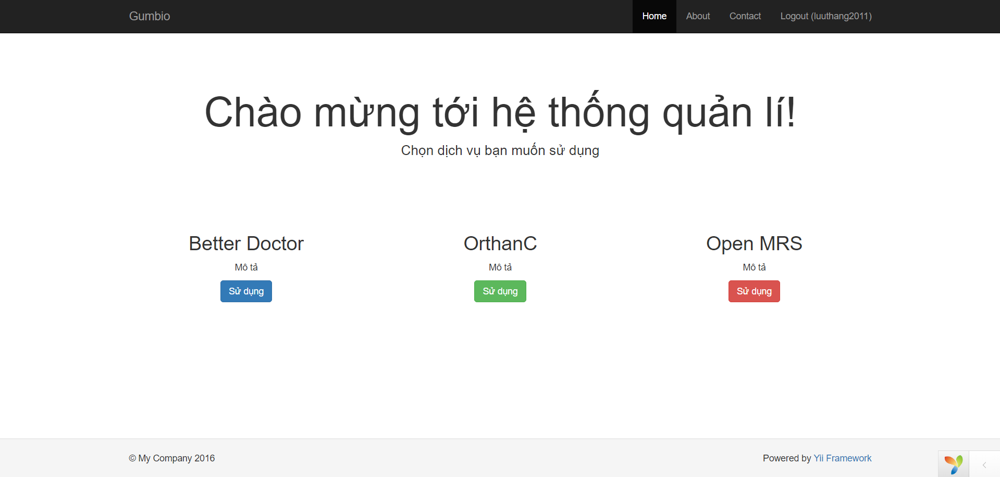 Gumbio Home About Contact Logout (luuthang2011)
Chào mừng tới hệ thống quản lí!
Chọn dịch vụ bạn muốn sử dụng
Better Doctor
Mô tả
Sử dụng
OrthanC
Mô tả
Sử dụng
Open MRS
Mô tả
Sử dụng
© My Company 2016 Powered by Yii Framework